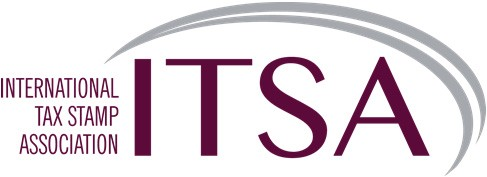 INTERNATIONAL
TAX STAMP
ASSOCIATION
ITSA